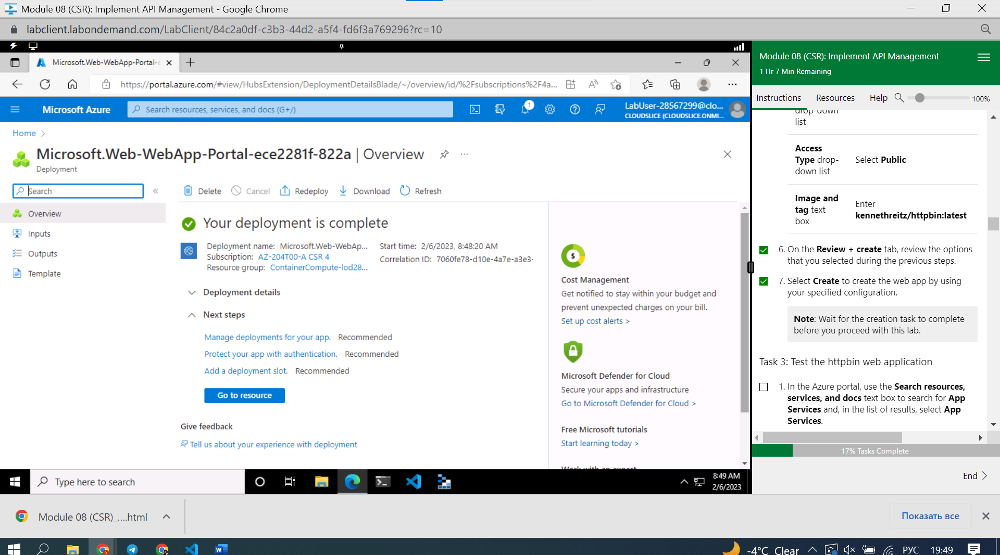 Module 08 (CSR): Implement API Management - Google Chrome
labclient.labondemand.com/LabClient/84c2a0df-c3b3-44d2-a5f4-fd6f3a769296?rc=10
Microsoft.Web-WebApp-Portal-e
https://portal.azure.com/#view/HubsExtension/DeploymentDetailsBlade/~/overview/id/%2Fsubscriptions%2F4a...
Microsoft Azure
Search resources, services, and docs (G+/)
1
LabUser-28567299@clo...
CLOUDSLICE (CLOUDSLICE.ONMI...
Home
Microsoft.Web-WebApp-Portal-ece2281f-822a | Overview
Deployment
Search
Delete
Cancel
Redeploy
Download
Refresh
Overview
Inputs
Outputs
Template
Your deployment is complete
Deployment name: Microsoft.Web-WebAp...
Subscription: AZ-204T00-A CSR 4
Resource group: ContainerCompute-lod28...
Start time: 2/6/2023, 8:48:20 AM
Correlation ID: 7060fe78-d10e-4a7e-a3e3-
Deployment details
Next steps
Manage deployments for your app. Recommended
Protect your app with authentication. Recommended
Add a deployment slot. Recommended
Go to resource
Give feedback
Tell us about your experience with deployment
Cost Management
Get notified to stay within your budget and
prevent unexpected charges on your bill.
Set up cost alerts >
Microsoft Defender for Cloud
Secure your apps and infrastructure
Go to Microsoft Defender for Cloud >
Free Microsoft tutorials
Start learning today >
Work with an expert
Type here to search
8:49 AM
2/6/2023
Module 08 (CSR): Implement API Management
1 Hr 7 Min Remaining
Instructions
Resources
Help
100%
drop-down
list
Access
Type drop-
down list
Select Public
Image and
tag text
box
Enter
kennethreitz/httpbin:latest
6. On the Review + create tab, review the options
that you selected during the previous steps.
7. Select Create to create the web app by using
your specified configuration.
Note: Wait for the creation task to complete
before you proceed with this lab.
Task 3: Test the httpbin web application
1. In the Azure portal, use the Search resources,
services, and docs text box to search for App
Services and, in the list of results, select App
Services.
17% Tasks Complete
End
Module 08 (CSR)_....html
Показать все
-4°C Clear
РУС
19:49